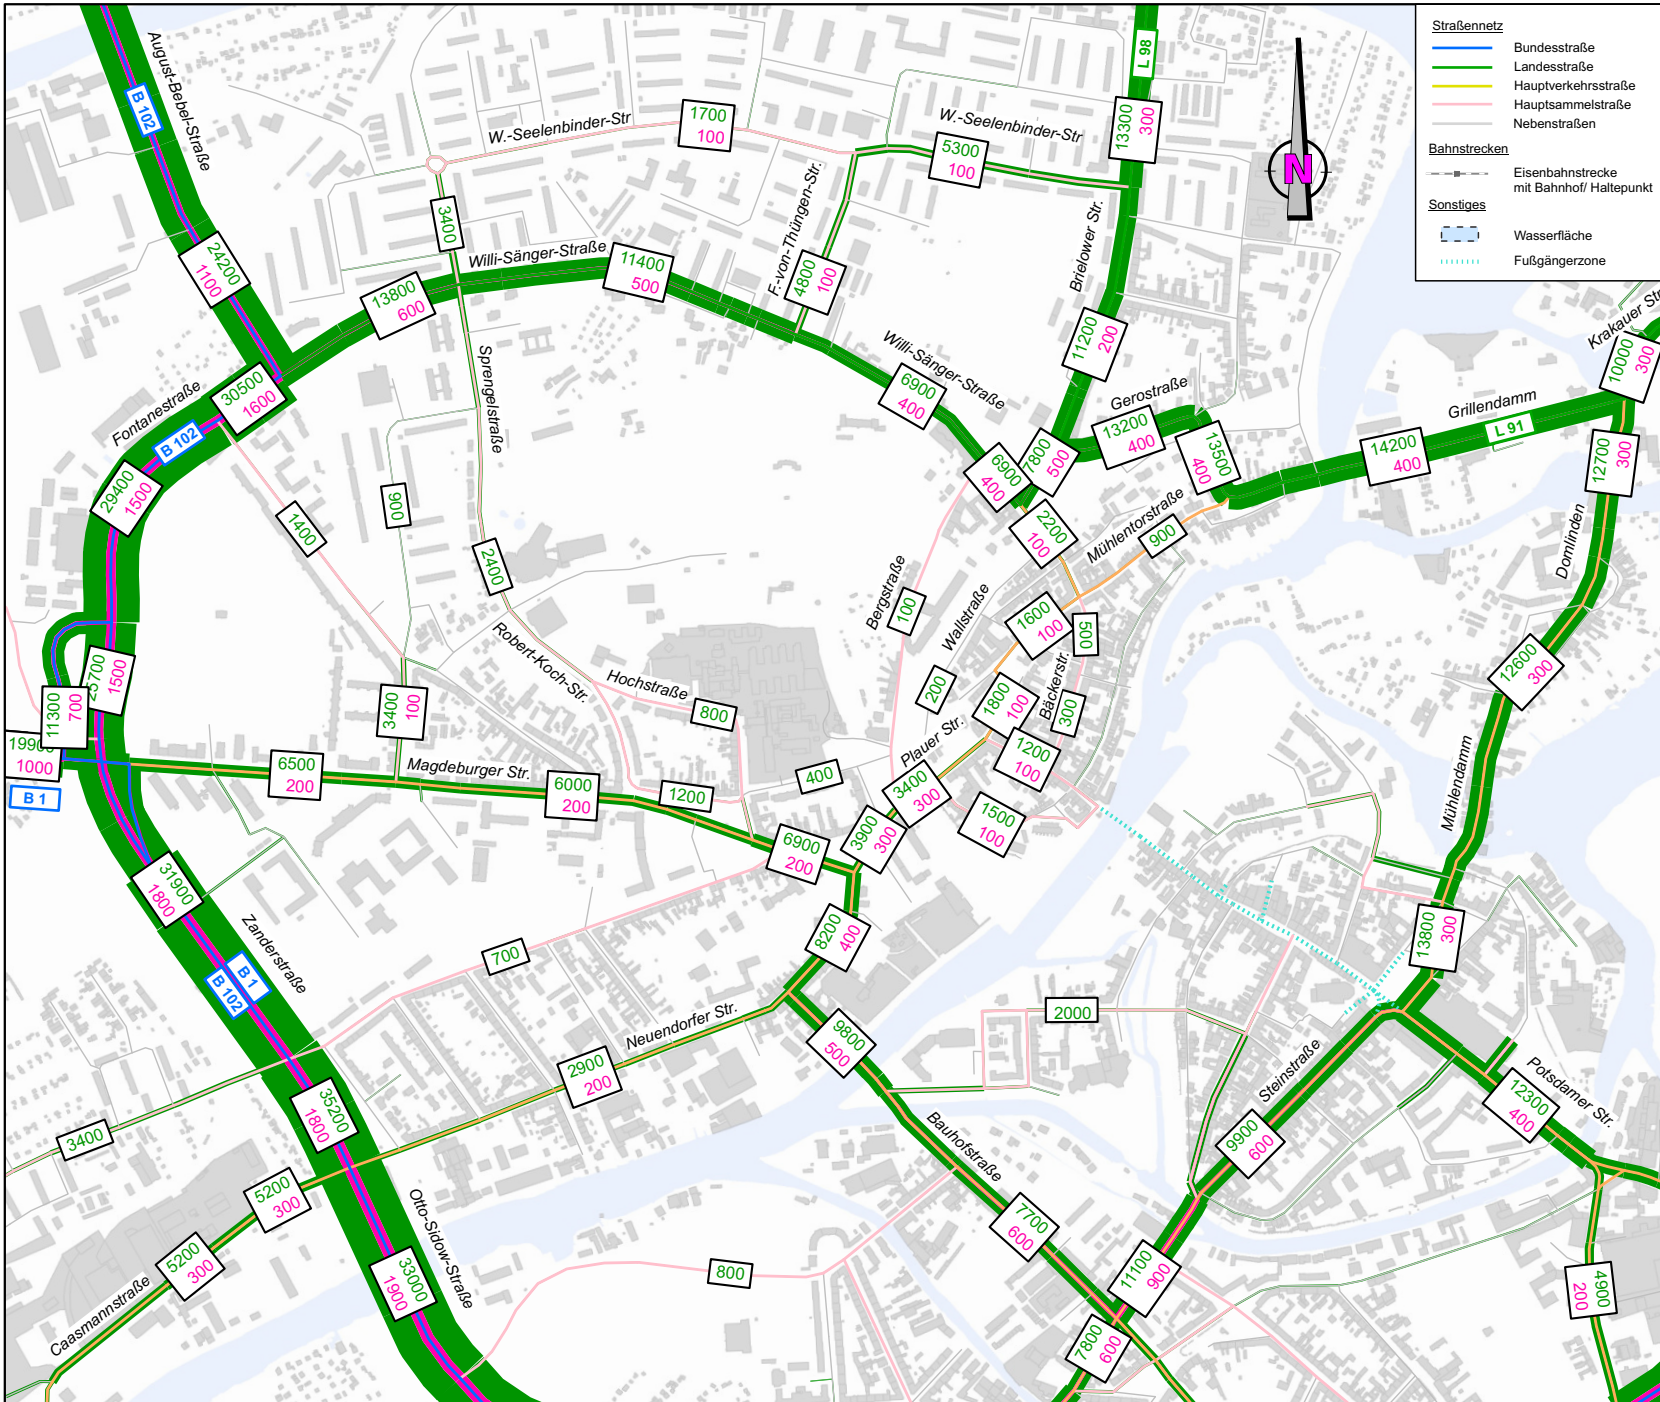 Straßennetz
Bundesstraße
Landesstraße
Hauptverkehrsstraße
Hauptsammelstraße
Nebenstraßen
Bahnstrecken
Eisenbahnstrecke
mit Bahnhof/ Haltepunkt
Sonstiges
Wasserfläche
Fußgängerzone
N
L 98
August-Bebel-Straße
B 102
W.-Seelenbinder-Str
1700
100
W.-Seelenbinder-Str
5300
100
13300
300
3400
24200
1100
Willi-Sänger-Straße
11400
500
13800
600
F.-von-Thüngen-Str.
4800
100
Brielower Str.
11200
200
Krakauer Str
10000
300
Fontanestraße
30500
1600
B 102
Sprengelstraße
Willi-Sänger-Straße
6900
400
Gerostraße
13200
400
Grillendamm
L 91
14200
400
12700
300
29400
1500
1400
900
2400
6900
400
7800
500
13500
400
2200
100
Mühlentorstraße
900
Domlinden
Bergstraße
100
Wallstraße
1600
100
500
Robert-Koch-Str.
Hochstraße
800
200
1800
100
Bäckerstr.
300
12600
300
25700
1500
11300
700
19900
1000
B 1
3400
100
6500
200
Magdeburger Str.
6000
200
1200
400
Plauer Str.
3400
300
1200
100
1500
100
Mühlendamm
6900
200
3900
300
31900
1800
Zanderstraße
B 1
B 102
700
8200
400
13800
300
Neuendorfer Str.
2900
200
9800
500
2000
Steinstraße
Potsdamer Str.
12300
400
35200
1800
3400
5200
300
Bauhofstraße
9900
600
Otto-Sidow-Straße
5200
300
Caasmannstraße
33000
1900
800
7700
600
11100
900
7800
600
4900
200